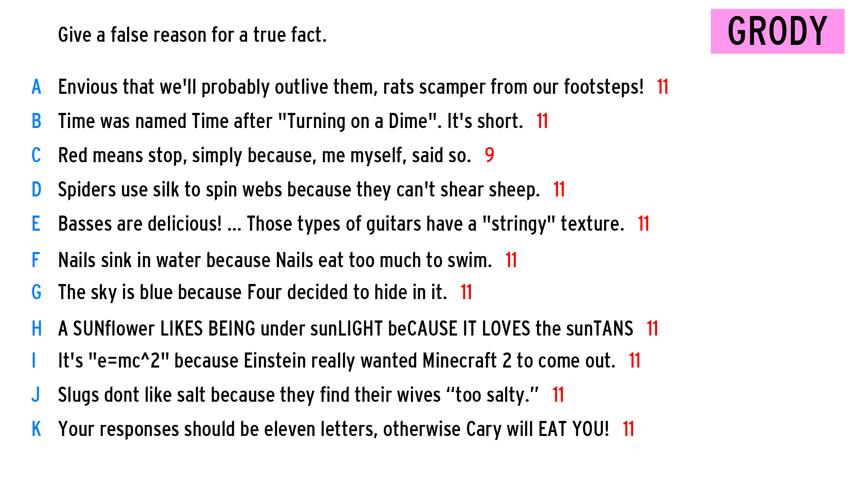 Give a false reason for a true fact.
GRODY
A Envious that we'll probably outlive them, rats scamper from our footsteps! 11
B Time was named Time after "Turning on a Dime". It's short. 11
C Red means stop, simply because, me myself, said so. 9
D Spiders use silk to spin webs because they can't shear sheep. 11
E Basses are delicious! ... Those types of guitars have a "stringy" texture. 11
F Nails sink in water because Nails eat too much to swim. 11
G The sky is blue because Four decided to hide in it. 11
H A SUNflower LIKES BEING under sunLIGHT beCAUSE IT LOVES the sunTANS 11
I It's "e=mc^2" because Einstein really wanted Minecraft 2 to come out. 11
J Slugs dont like salt because they find their wives “too salty.” 11
K Your responses should be eleven letters, otherwise Cary will EAT YOU! 11